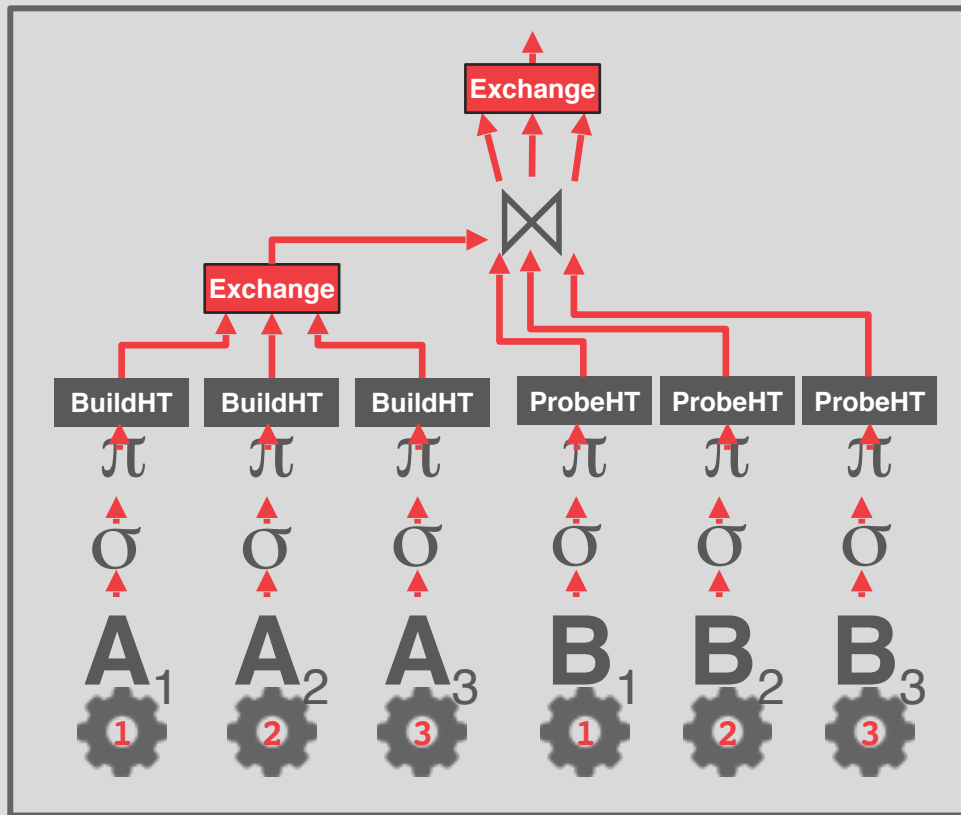 Exchange
⋈
Exchange
BuildHT BuildHT BuildHT ProbeHT ProbeHT ProbeHT
π π π π π π
σ σ σ σ σ σ
A₁ A₂ A₃ B₁ B₂ B₃
1 2 3 1 2 3